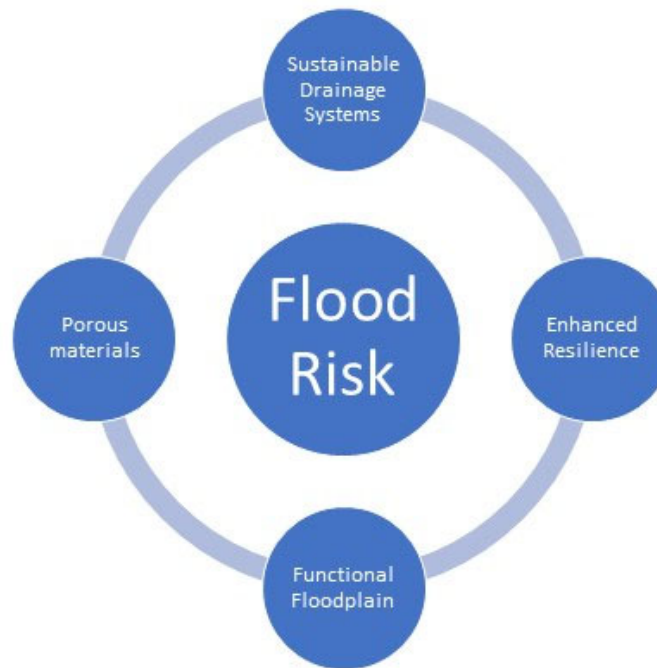 Sustainable
Drainage
Systems
Flood
Risk
Porous
materials
Enhanced
Resilience
Functional
Floodplain